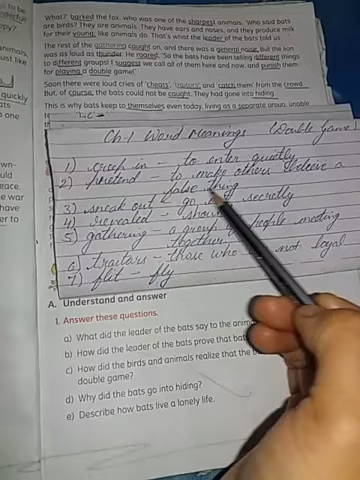 What?' barked the fox, who was one of the sharpest animals. 'Who said bats
are birds? They are animals. They have ears and noses, and they produce milk
for their young, like animals do. That's what the leader of the bats told us
The rest of the gathering caught on, and there was a general noise. But the lion
was as loud as thunder. He roared, 'So the bats have been telling different things
to different groups! I suggest we call all of them here and now, and punish them
for playing a double game!'
Soon there were loud cries of 'cheats', 'traitors' and 'catch them' from the crowd.
But, of course, the bats could not be caught. They had gone into hiding.
This is why bats keep to themselves even today, living as a separate group, unable
Ch-1 Word Meanings (Double Game
1) creep in - to enter quietly
2) pretend - to make others believe a
false thing
3) sneak out - go secretly
4) revealed -
5) gathering - a group of people meeting
together
6) traitors - those who not loyal
7) flit - fly
A. Understand and answer
1. Answer these questions.
a) What did the leader of the bats say to the
b) How did the leader of the bats prove that
c) How did the birds and animals realize that the
double game?
d) Why did the bats go into hiding?
e) Describe how bats live a lonely life.